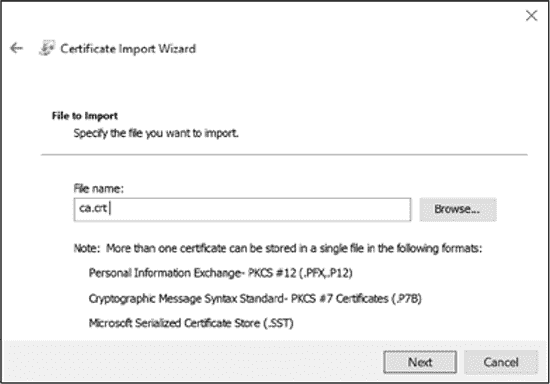 Certificate Import Wizard
File to Import
Specify the file you want to import.
File name:
ca.crt
Browse...
Note: More than one certificate can be stored in a single file in the following formats:
Personal Information Exchange- PKCS #12 (.PFX,.P12)
Cryptographic Message Syntax Standard- PKCS #7 Certificates (.P7B)
Microsoft Serialized Certificate Store (.SST)
Next
Cancel